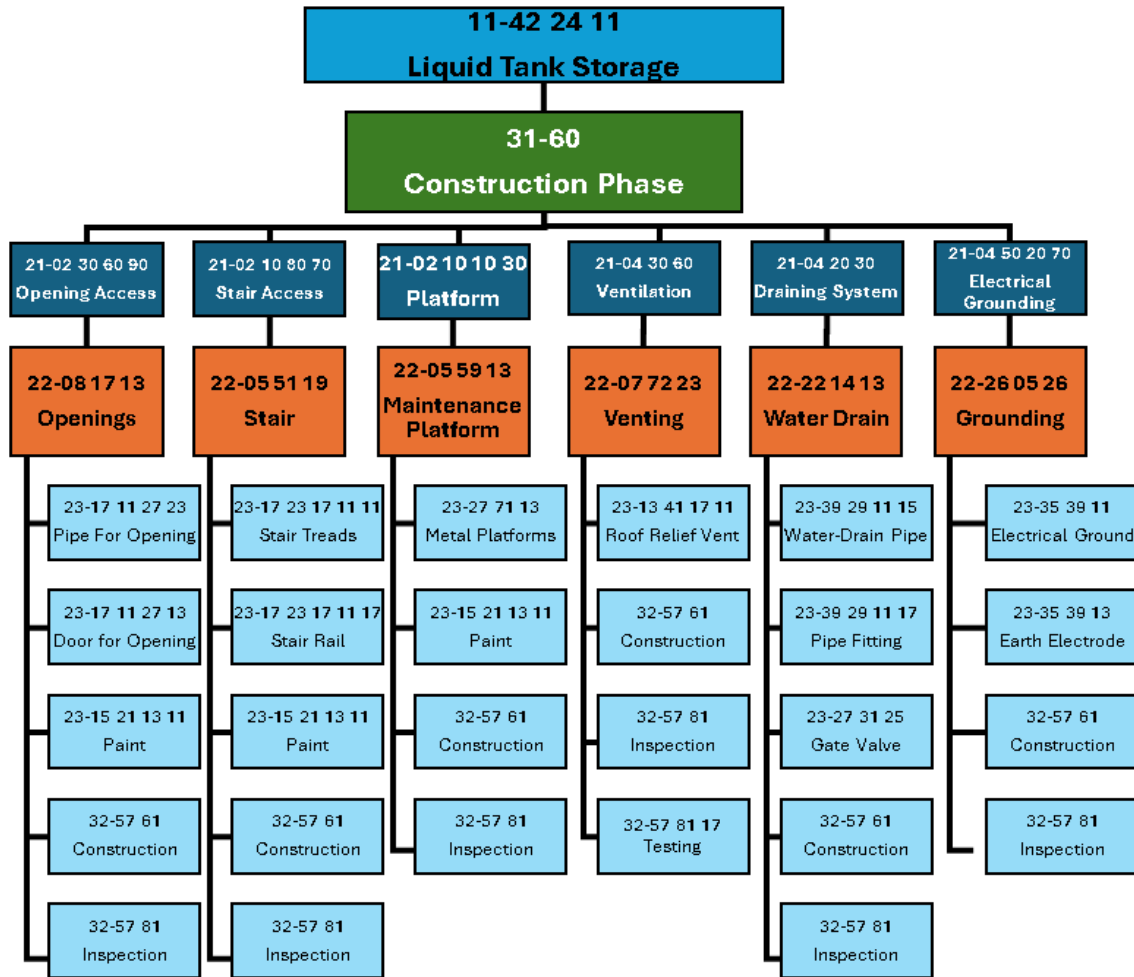 11-42 24 11
Liquid Tank Storage
31-60
Construction Phase
21-02 30 60 90
Opening Access
21-02 10 80 70
Stair Access
21-02 10 10 30
Platform
21-04 30 60
Ventilation
21-04 20 30
Draining System
21-04 50 20 70
Electrical
Grounding
22-08 17 13
Openings
22-05 51 19
Stair
22-05 59 13
Maintenance
Platform
22-07 72 23
Venting
22-22 14 13
Water Drain
22-26 05 26
Grounding
23-17 11 27 23
Pipe For Opening
23-17 23 17 11 11
Stair Treads
23-27 71 13
Metal Platforms
23-13 41 17 11
Roof Relief Vent
23-39 29 11 15
Water-Drain Pipe
23-35 39 11
Electrical Ground
23-17 11 27 13
Door for Opening
23-17 23 17 11 17
Stair Rail
23-15 21 13 11
Paint
32-57 61
Construction
23-39 29 11 17
Pipe Fitting
23-35 39 13
Earth Electrode
23-15 21 13 11
Paint
23-15 21 13 11
Paint
32-57 61
Construction
32-57 81
Inspection
23-27 31 25
Gate Valve
32-57 61
Construction
32-57 61
Construction
32-57 61
Construction
32-57 81
Inspection
32-57 81 17
Testing
32-57 61
Construction
32-57 81
Inspection
32-57 81
Inspection
32-57 81
Inspection
32-57 81
Inspection